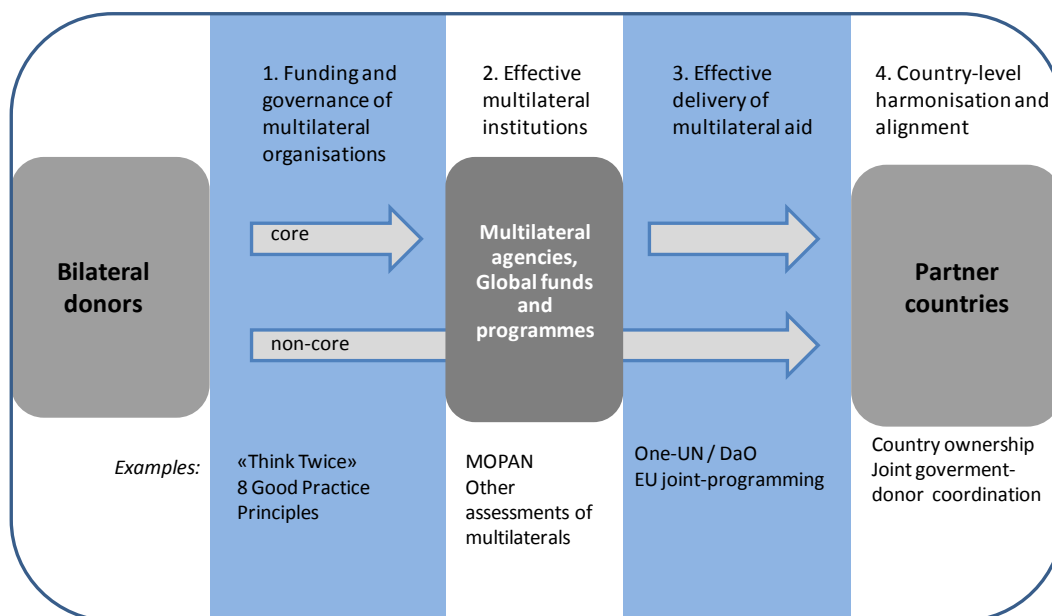 1. Funding and
governance of
multilateral
organisations
2. Effective
multilateral
institutions
3. Effective
delivery of
multilateral aid
4. Country-level
harmonisation and
alignment
Bilateral
donors
core
non-core
Multilateral
agencies,
Global funds
and
programmes
Partner
countries
Examples:
«Think Twice»
8 Good Practice
Principles
MOPAN
Other
assessments of
multilaterals
One-UN / DaO
EU joint-programming
Country ownership
Joint goverment-
donor coordination